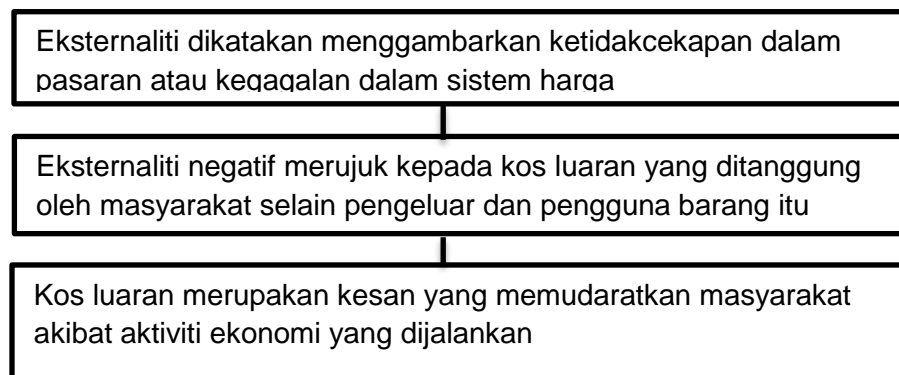 Eksternaliti dikatakan menggambarkan ketidakcekapan dalam
pasaran atau kegagalan dalam sistem harga
Eksternaliti negatif merujuk kepada kos luaran yang ditanggung
oleh masyarakat selain pengeluar dan pengguna barang itu
Kos luaran merupakan kesan yang memudaratkan masyarakat
akibat aktiviti ekonomi yang dijalankan